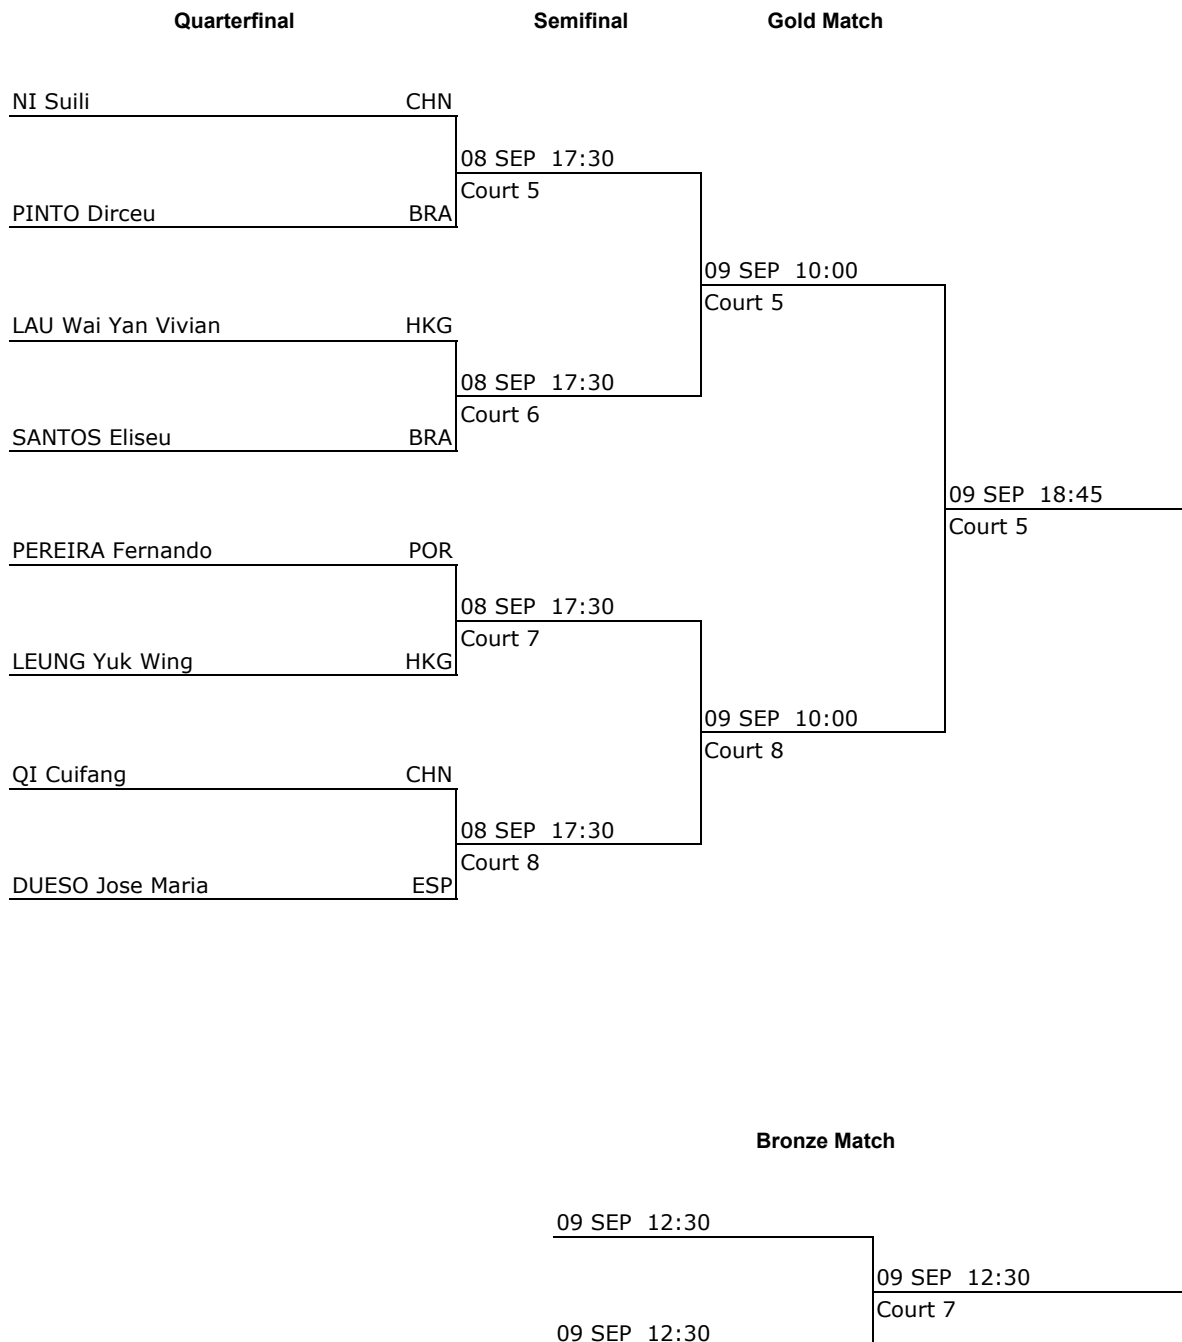 Quarterfinal Semifinal Gold Match
NI Suili CHN
08 SEP 17:30
Court 5
PINTO Dirceu BRA
09 SEP 10:00
Court 5
LAU Wai Yan Vivian HKG
08 SEP 17:30
Court 6
SANTOS Eliseu BRA
09 SEP 18:45
Court 5
PEREIRA Fernando POR
08 SEP 17:30
Court 7
LEUNG Yuk Wing HKG
09 SEP 10:00
Court 8
QI Cuifang CHN
08 SEP 17:30
Court 8
DUESO Jose Maria ESP
Bronze Match
09 SEP 12:30
09 SEP 12:30
Court 7
09 SEP 12:30